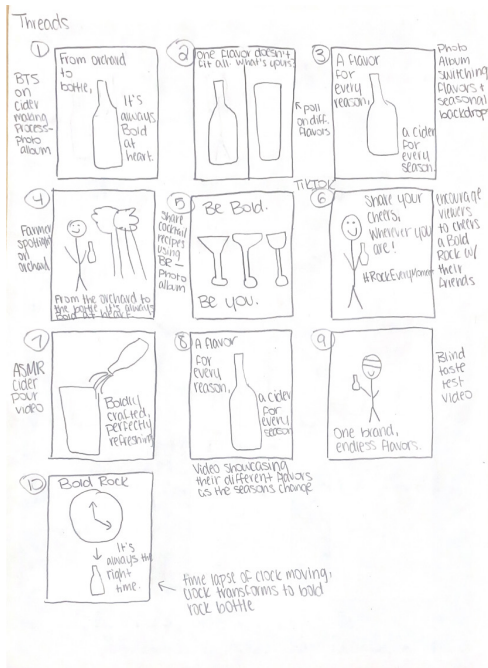 Threads
1
From orchard
to
bottle,
It's
always
Bold
at
heart.
BTS
on
cider
making
process-
photo
album
2
one flavor doesn't
fit all. what's yours?
poll
on diff.
flavors
3
A flavor
for
every
reason,
a cider
for
every
season.
Photo
Album
switching
flavors +
seasonal
backdrop
4
Farmer
spotlight
on
orchard
From the orchard to
the bottle, it's always
Bold at heart.
5
Share
cocktail
recipes
using
BE-
Photo
album
Be Bold.
Be you.
TikTok
6
Share your
cheers,
wherever you
are!
#RockEveryMoment
encourage
viewers
to cheers
a Bold
Rock w/
their
friends
7
ASMR
cider
pour
video
Boldly
crafted,
perfectly
refreshing
8
A flavor
for
every
reason,
a cider
for
every
season
Video showcasing
their different flavors
as the seasons change
9
One brand,
endless flavors.
Blind
taste
test
video
10
Bold Rock
It's
always the
right
time.
time lapse of clock moving,
clock transforms to bold
rock bottle